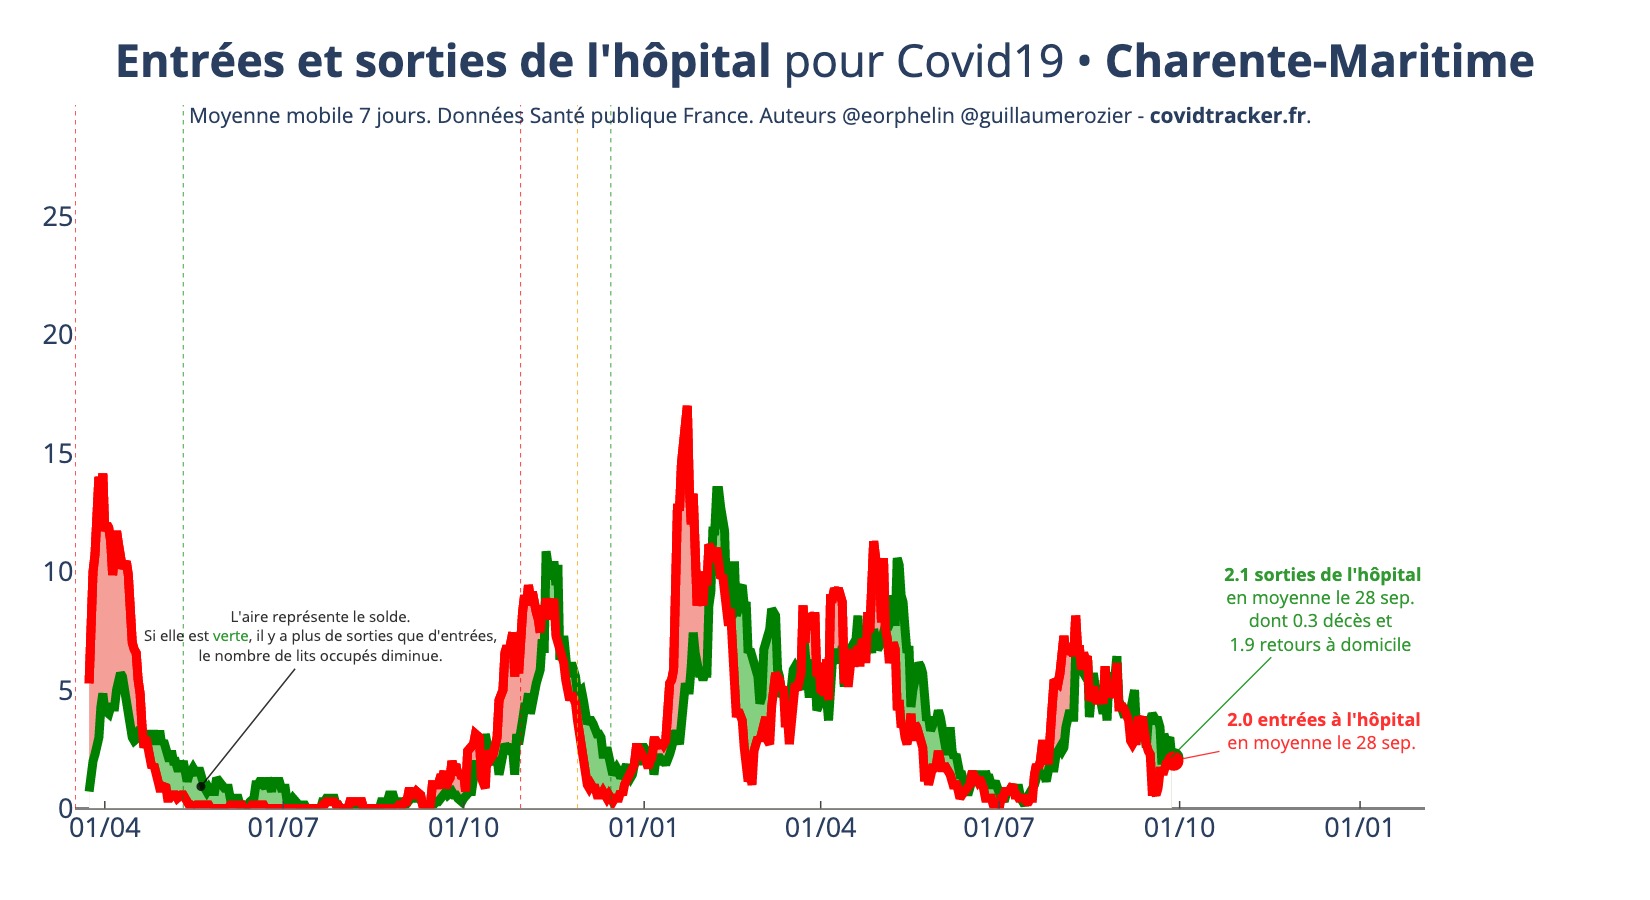 Entrées et sorties de l'hôpital pour Covid19 • Charente-Maritime
Moyenne mobile 7 jours. Données Santé publique France. Auteurs @eorphelin @guillaumerozier - covidtracker.fr.
25
20
15
10
5
0
L'aire représente le solde.
Si elle est verte, il y a plus de sorties que d'entrées,
le nombre de lits occupés diminue.
2.1 sorties de l'hôpital
en moyenne le 28 sep.
dont 0.3 décès et
1.9 retours à domicile
2.0 entrées à l'hôpital
en moyenne le 28 sep.
01/04 01/07 01/10 01/01 01/04 01/07 01/10 01/01